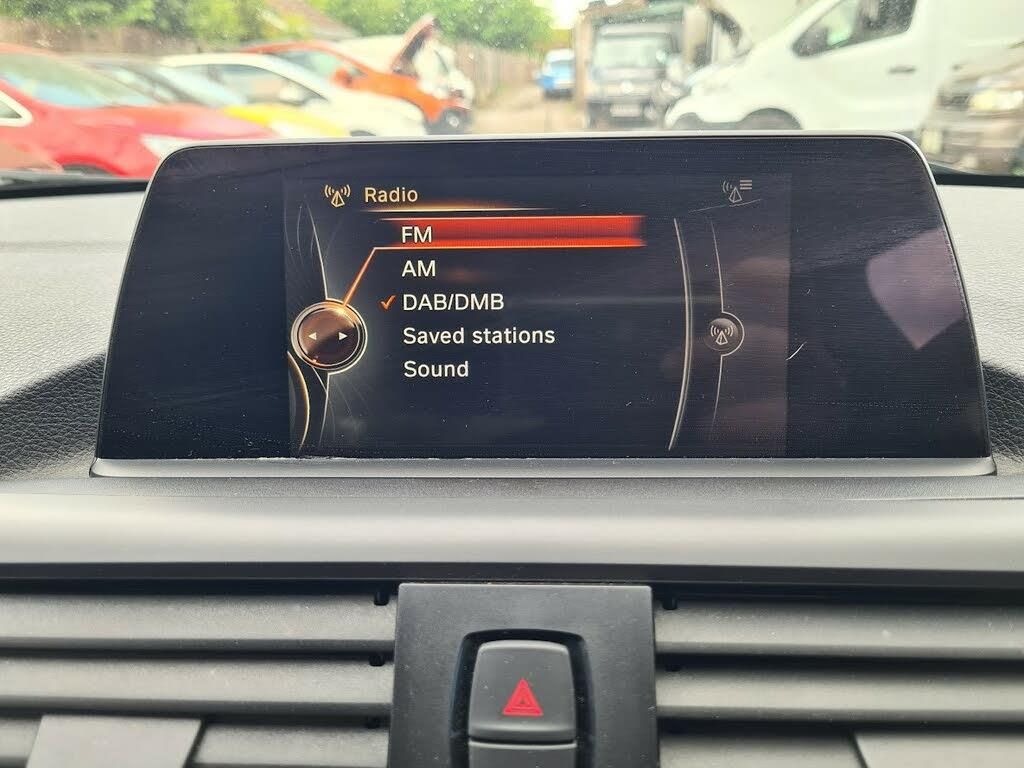 Radio
FM
AM
DAB/DMB
Saved stations
Sound